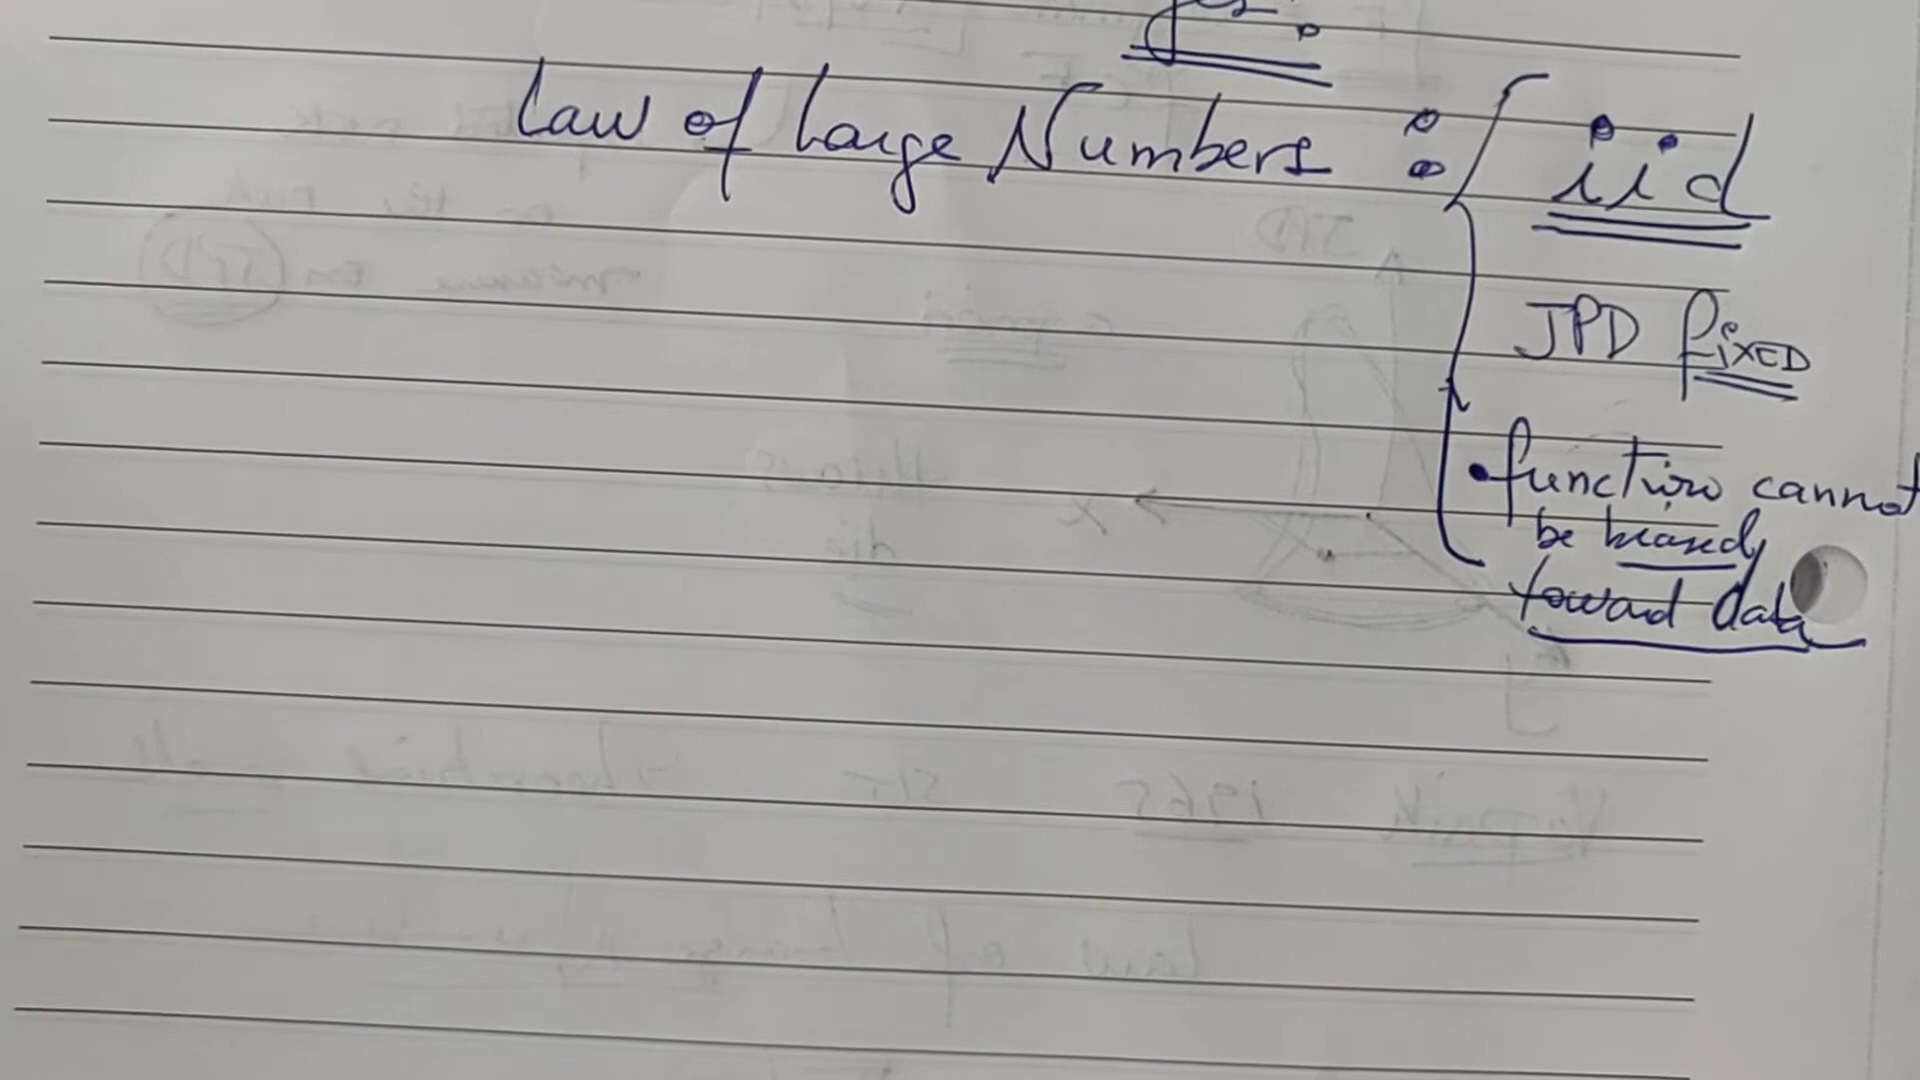 Law of Large Numbers : iid
JPD fixED
• function cannot
be biased
toward data